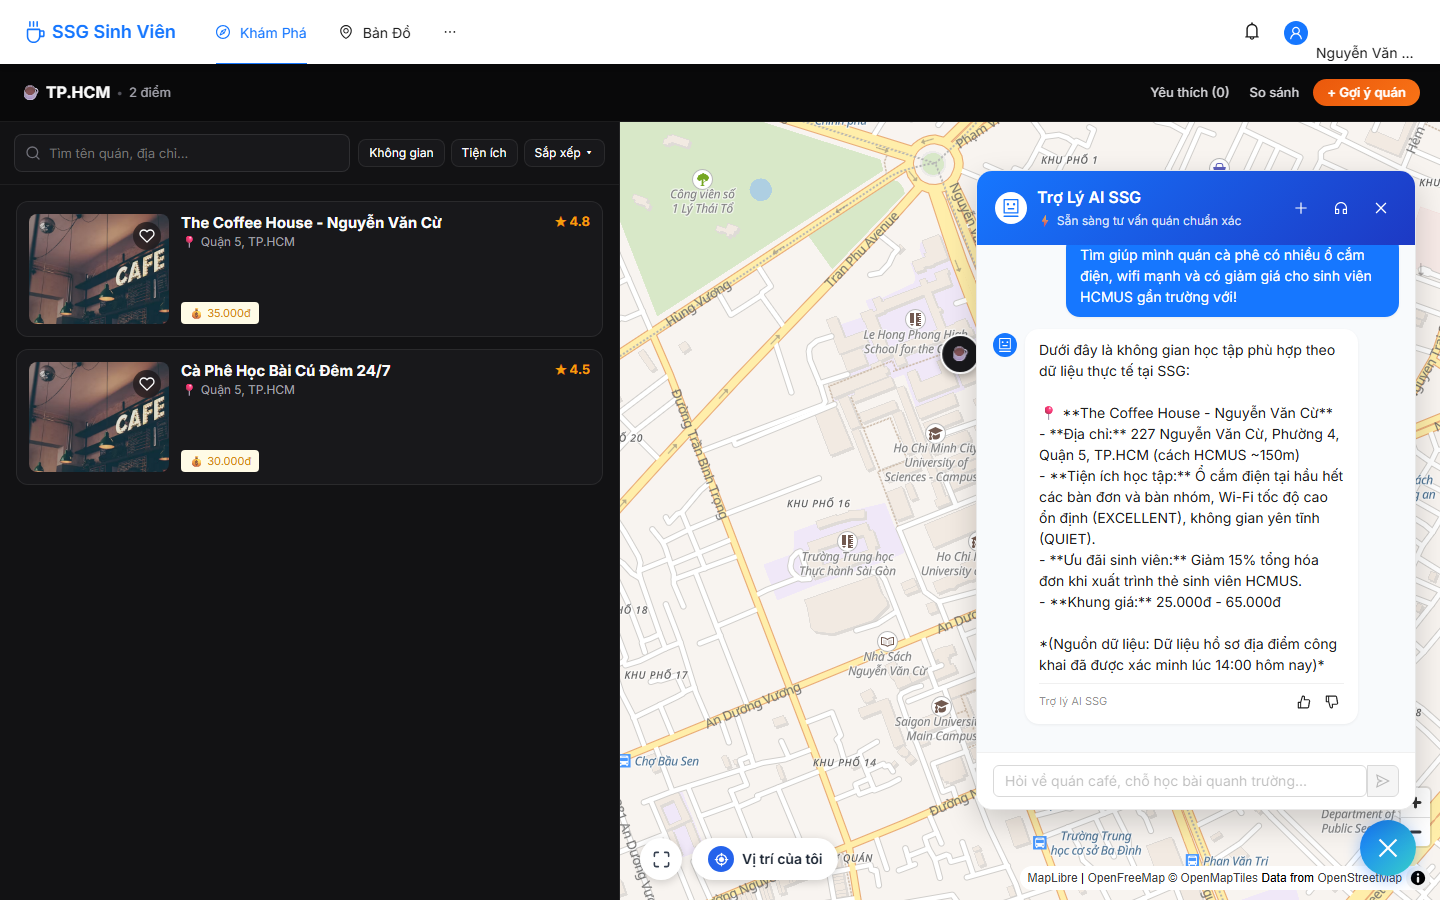 SSG Sinh Viên
Khám Phá
Bản Đồ
...
Nguyễn Văn ...
TP.HCM • 2 điểm
Yêu thích (0)
So sánh
+ Gợi ý quán
Tìm tên quán, địa chỉ...
Không gian
Tiện ích
Sắp xếp
The Coffee House - Nguyễn Văn Cừ
★ 4.8
Quận 5, TP.HCM
CAFE
35.000đ
Cà Phê Học Bài Cú Đêm 24/7
★ 4.5
Quận 5, TP.HCM
CAFE
30.000đ
KHU PHỐ 1
Hẻm
Công viên số
1 Lý Thái Tổ
Trần Phú Avenue
Hùng Vương
Le Hong Phong High
School for the
Đường Trần Bình Trọng
Ho Chi Minh City
University of
Sciences - Campus
KHU PHỐ 16
Trường Trung học
Thực hành Sài Gòn
KHU PHỐ 17
Nhà Sách
Nguyễn Văn Cừ
An Dương Vương
Saigon
Main Campus
KHU PHỐ 14
Chợ Bầu Sen
Trường Trung
học cơ sở Ba Đình
Phan Văn Trị
Department of
Vị trí của tôi
Trợ Lý AI SSG
Sẵn sàng tư vấn quán chuẩn xác
Tìm giúp mình quán cà phê có nhiều ổ cắm
điện, wifi mạnh và có giảm giá cho sinh viên
HCMUS gần trường với!
Dưới đây là không gian học tập phù hợp theo
dữ liệu thực tế tại SSG:
**The Coffee House - Nguyễn Văn Cừ**
- **Địa chỉ:** 227 Nguyễn Văn Cừ, Phường 4,
Quận 5, TP.HCM (cách HCMUS ~150m)
- **Tiện ích học tập:** Ổ cắm điện tại hầu hết
các bàn đơn và bàn nhóm, Wi-Fi tốc độ cao
ổn định (EXCELLENT), không gian yên tĩnh
(QUIET).
- **Ưu đãi sinh viên:** Giảm 15% tổng hóa
đơn khi xuất trình thẻ sinh viên HCMUS.
- **Khung giá:** 25.000đ - 65.000đ
*(Nguồn dữ liệu: Dữ liệu hồ sơ địa điểm công
khai đã được xác minh lúc 14:00 hôm nay)*
Trợ lý AI SSG
Hỏi về quán café, chỗ học bài quanh trường...
MapLibre | OpenFreeMap © OpenMapTiles Data from OpenStreetMap